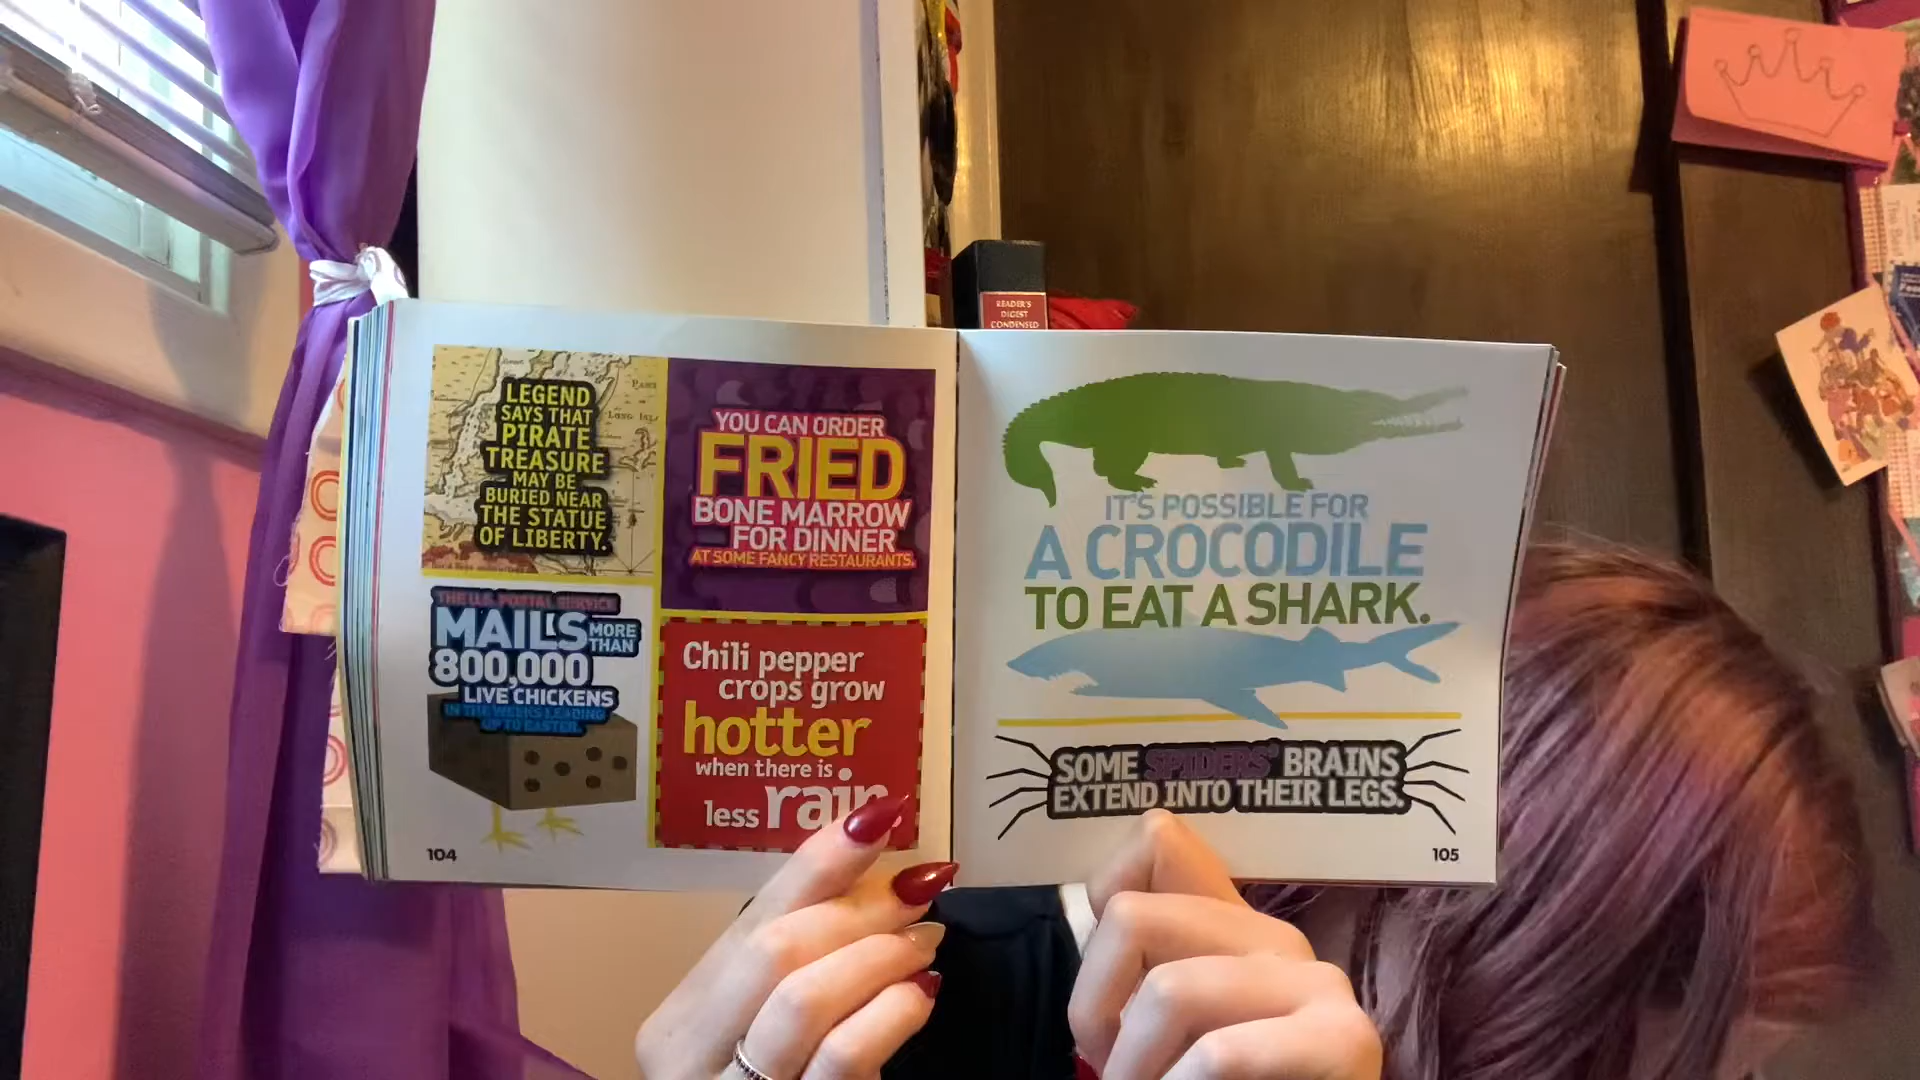 LEGEND
SAYS THAT
PIRATE
TREASURE
MAY BE
BURIED NEAR
THE STATUE
OF LIBERTY.
YOU CAN ORDER
FRIED
BONE MARROW
FOR DINNER
AT SOME FANCY RESTAURANTS.
THE U.S. POSTAL SERVICE
MAILS MORE THAN
800,000
LIVE CHICKENS
IN THE WEEKS LEADING
UP TO EASTER.
Chili pepper
crops grow
hotter
when there is
less rain
104
IT'S POSSIBLE FOR
A CROCODILE
TO EAT A SHARK.
SOME SPIDERS' BRAINS
EXTEND INTO THEIR LEGS.
105
READER'S
DIGEST
CONDENSED